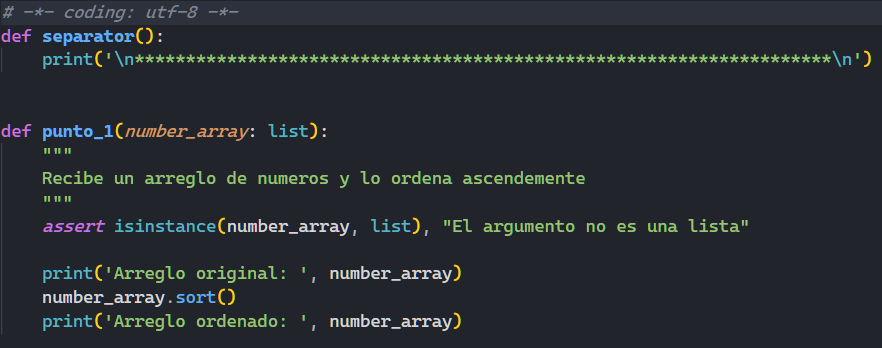 # -*- coding: utf-8 -*-
def separator():
    print('\n********************************************************************\n')
def punto_1(number_array: list):
    """
    Recibe un arreglo de numeros y lo ordena ascendemente
    """
    assert isinstance(number_array, list), "El argumento no es una lista"
    print('Arreglo original: ', number_array)
    number_array.sort()
    print('Arreglo ordenado: ', number_array)